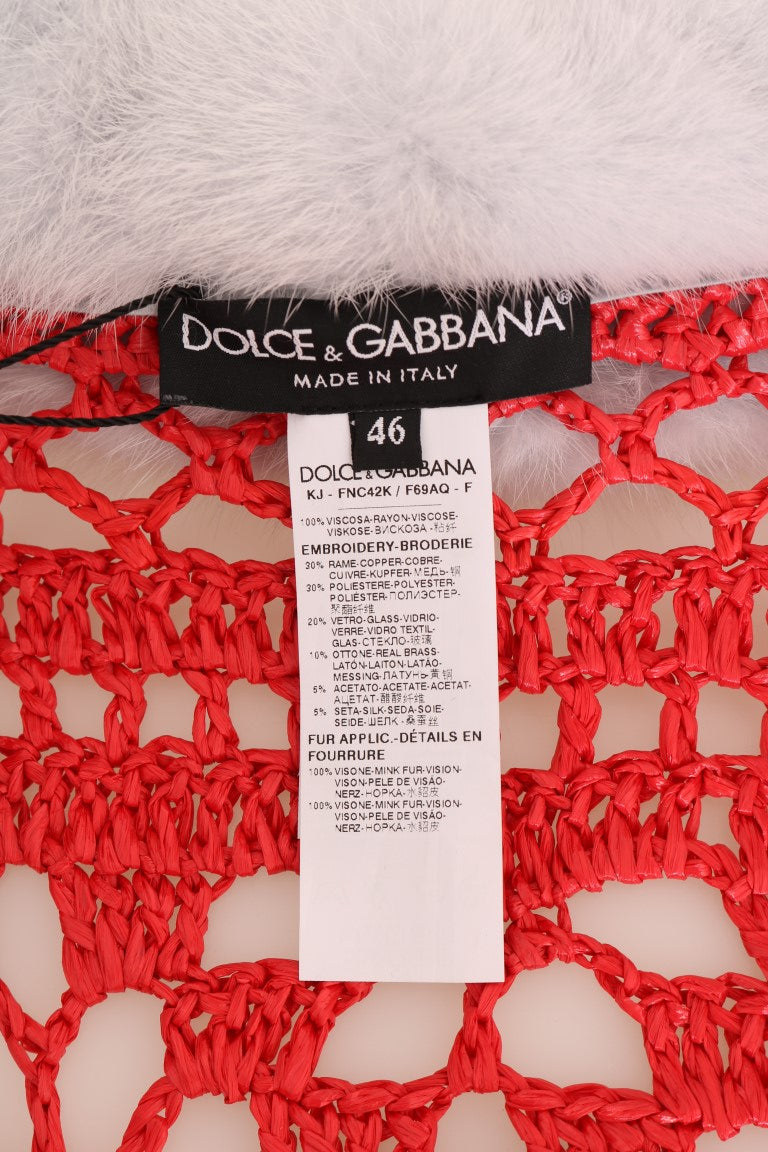 DOLCE & GABBANA®
MADE IN ITALY
46
DOLCE & GABBANA
KJ - FNC42K / F69AQ - F
100% VISCOSA-RAYON-VISCOSE-
VISKOSE-ВИСКОЗА -粘纤
EMBROIDERY-BRODERIE
30% RAME-COPPER-COBRE-
CUIVRE-KUPFER-МЕДЬ-铜
30% POLIESTERE-POLYESTER-
POLIÉSTER-ПОЛИЭСТЕР-
聚酯纤维
20% VETRO-GLASS-VIDRIO-
VERRE-VIDRO TEXTIL-
GLAS-СТЕКЛО-玻璃
10% OTTONE-REAL BRASS-
LATÓN-LAITON-LATÃO-
MESSING-ЛАТУНЬ-黄铜
5% ACETATO-ACETATE-ACETAT-
АЦЕТАТ-醋酸纤维
5% SETA-SILK-SEDA-SOIE-
SEIDE-ШЕЛК -桑蚕丝
FUR APPLIC.-DÉTAILS EN
FOURRURE
100% VISONE-MINK FUR-VISION-
VISON-PELE DE VISÃO-
NERZ-НОРКА-水貂皮
100% VISONE-MINK FUR-VISION-
VISON-PELE DE VISÃO-
NERZ-НОРКА-水貂皮